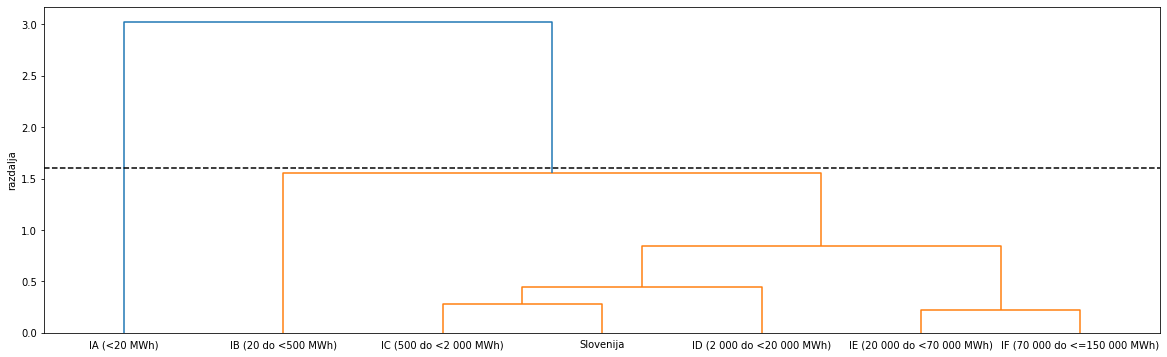 3.0
2.5
2.0
1.5
1.0
0.5
0.0
razdalja
IA (<20 MWh)
IB (20 do <500 MWh)
IC (500 do <2 000 MWh)
Slovenija
ID (2 000 do <20 000 MWh)
IE (20 000 do <70 000 MWh)
IF (70 000 do <=150 000 MWh)